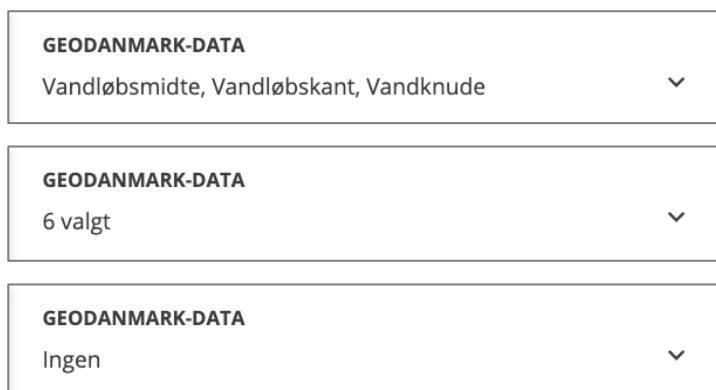 GEODANMARK-DATA
Vandløbsmidte, Vandløbskant, Vandknude
GEODANMARK-DATA
6 valgt
GEODANMARK-DATA
Ingen